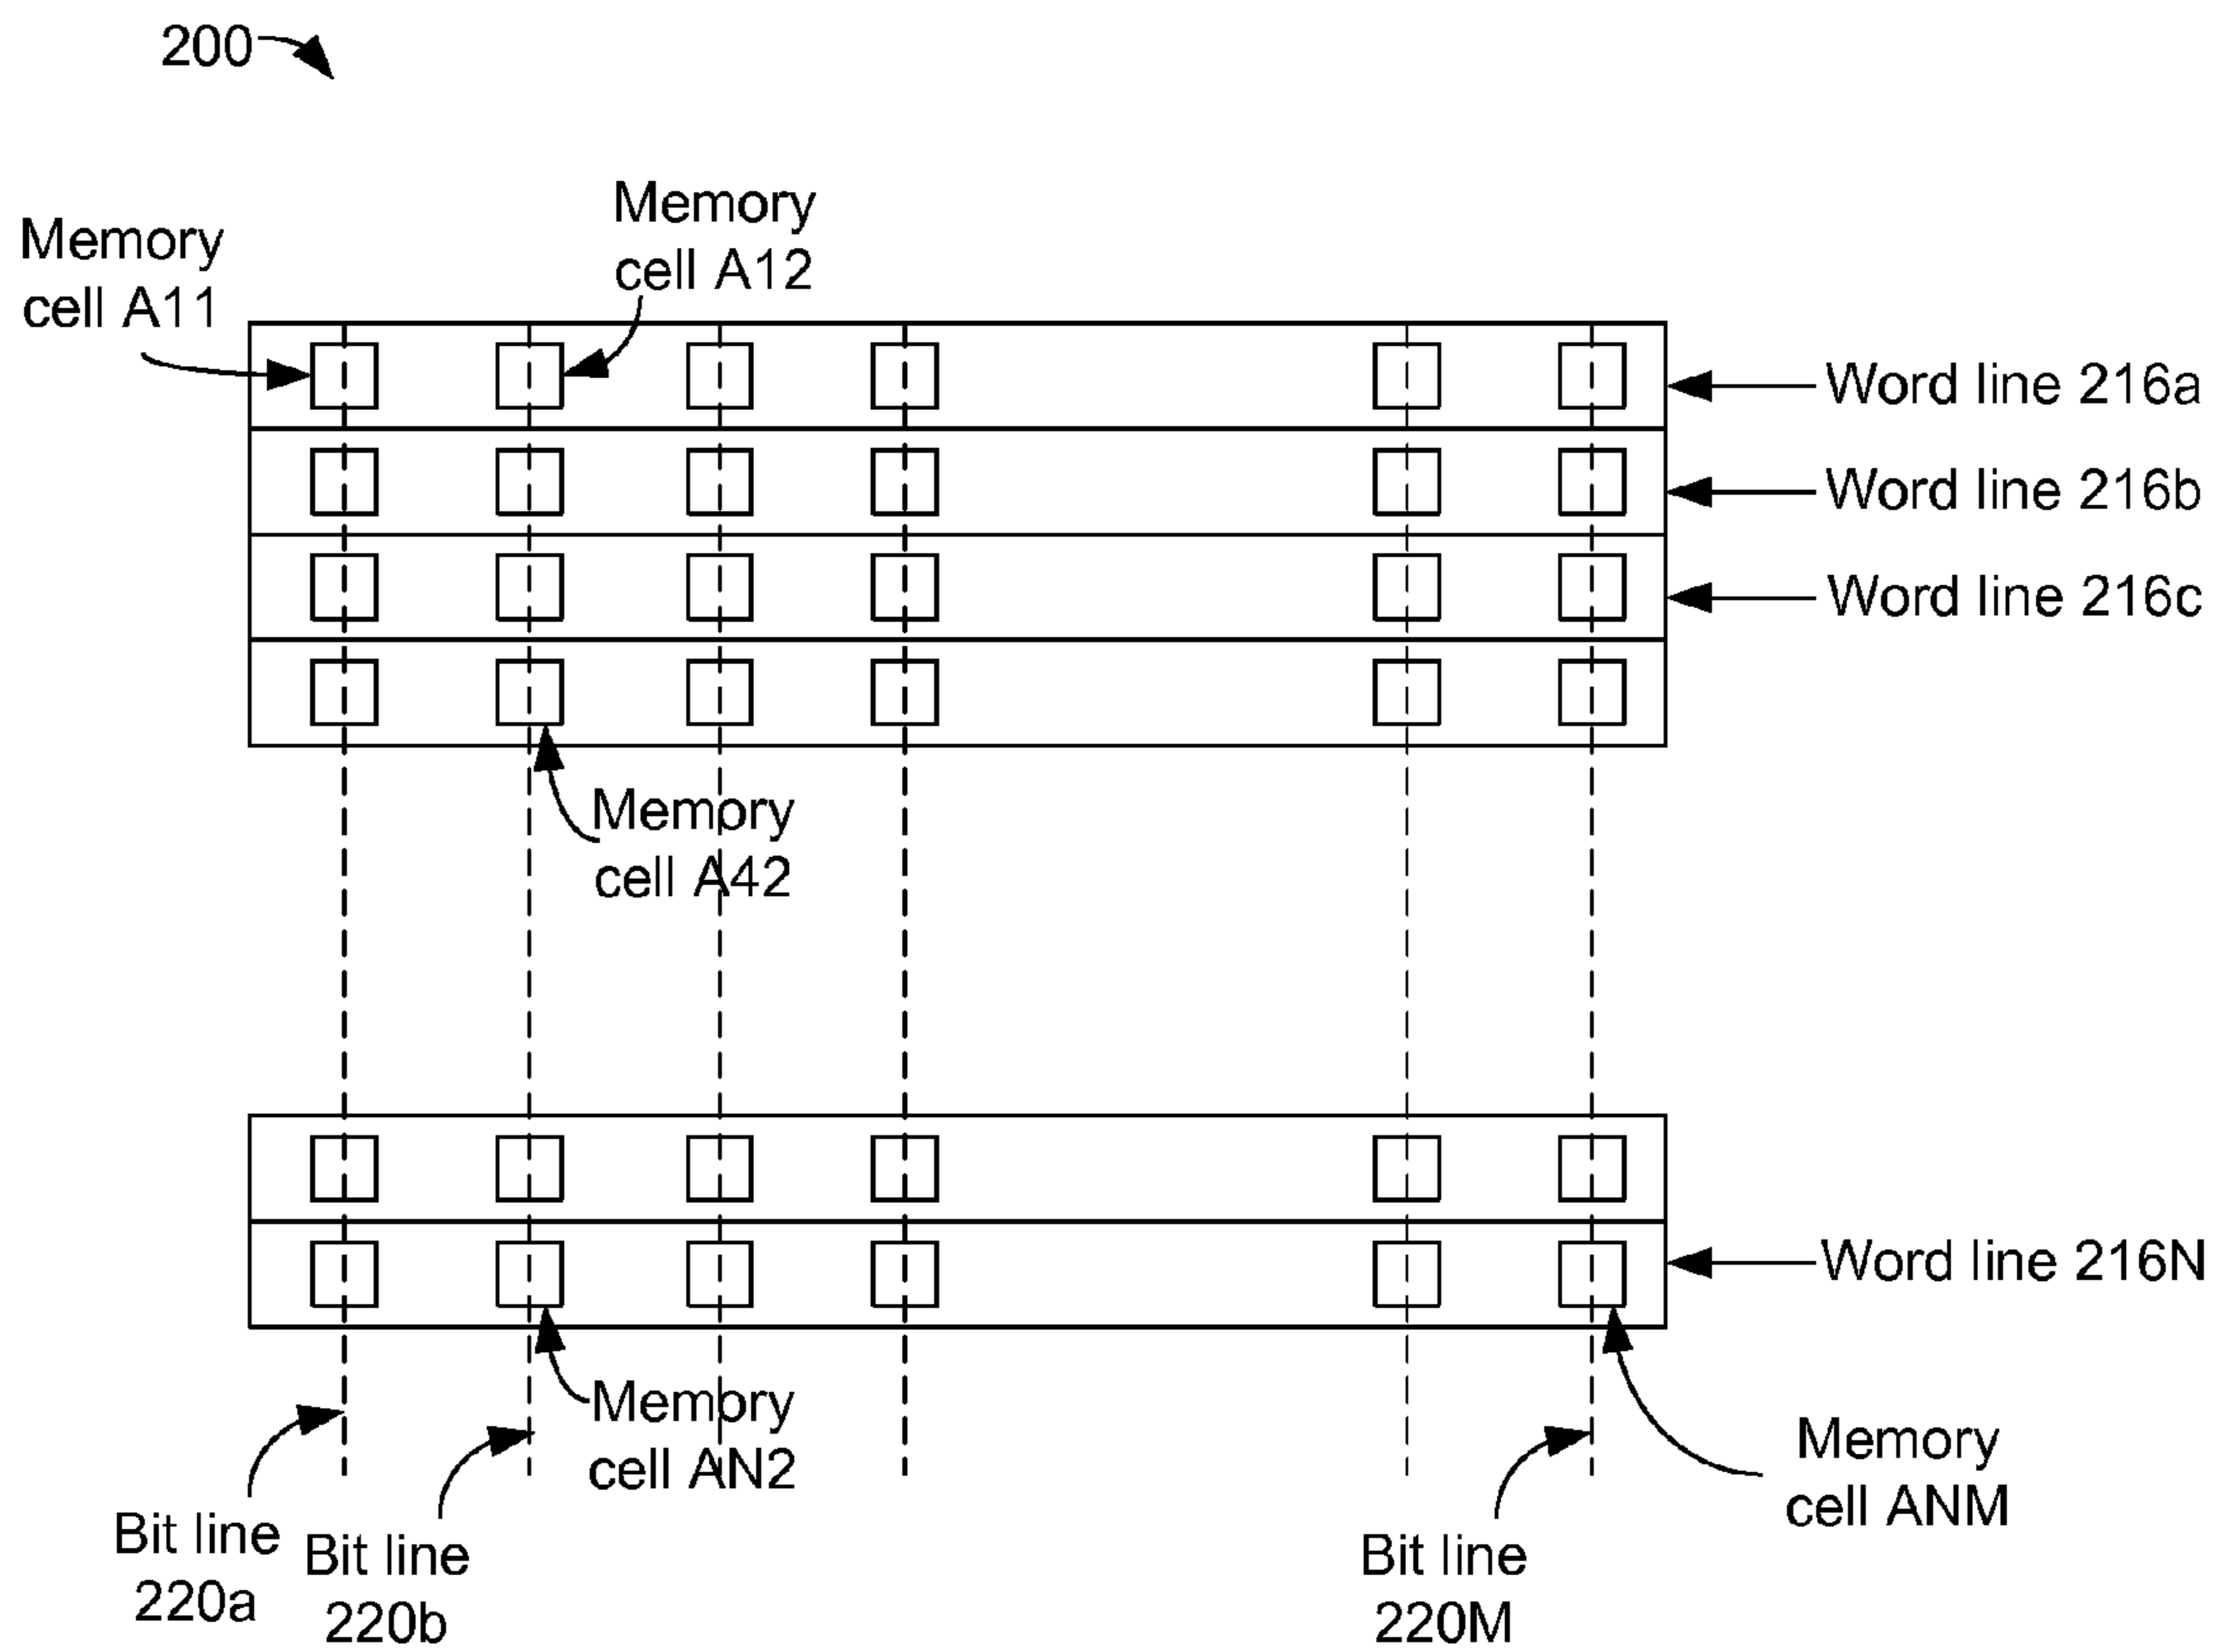 200
Memory
cell A12
Memory
cell A11
Word line 216a
Word line 216b
Word line 216c
Memory
cell A42
Word line 216N
Memory
cell AN2
Memory
cell ANM
Bit line
220a
Bit line
220b
Bit line
220M